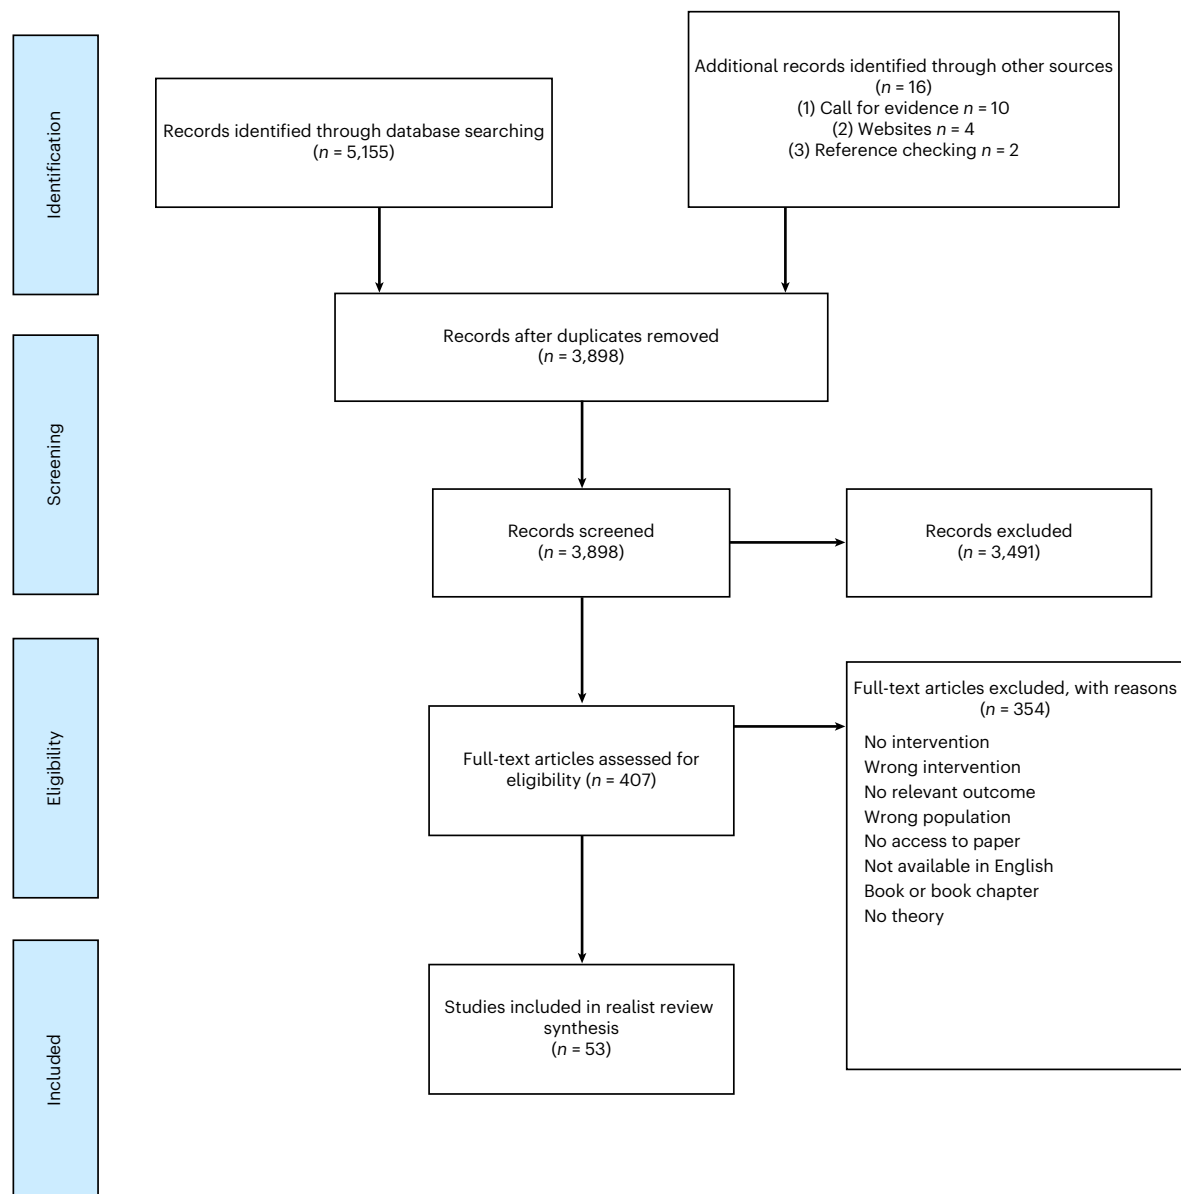 Identification
Records identified through database searching
(n = 5,155)
Additional records identified through other sources
(n = 16)
(1) Call for evidence n = 10
(2) Websites n = 4
(3) Reference checking n = 2
Records after duplicates removed
(n = 3,898)
Screening
Records screened
(n = 3,898)
Records excluded
(n = 3,491)
Eligibility
Full-text articles assessed for
eligibility (n = 407)
Full-text articles excluded, with reasons
(n = 354)
No intervention
Wrong intervention
No relevant outcome
Wrong population
No access to paper
Not available in English
Book or book chapter
No theory
Included
Studies included in realist review
synthesis
(n = 53)